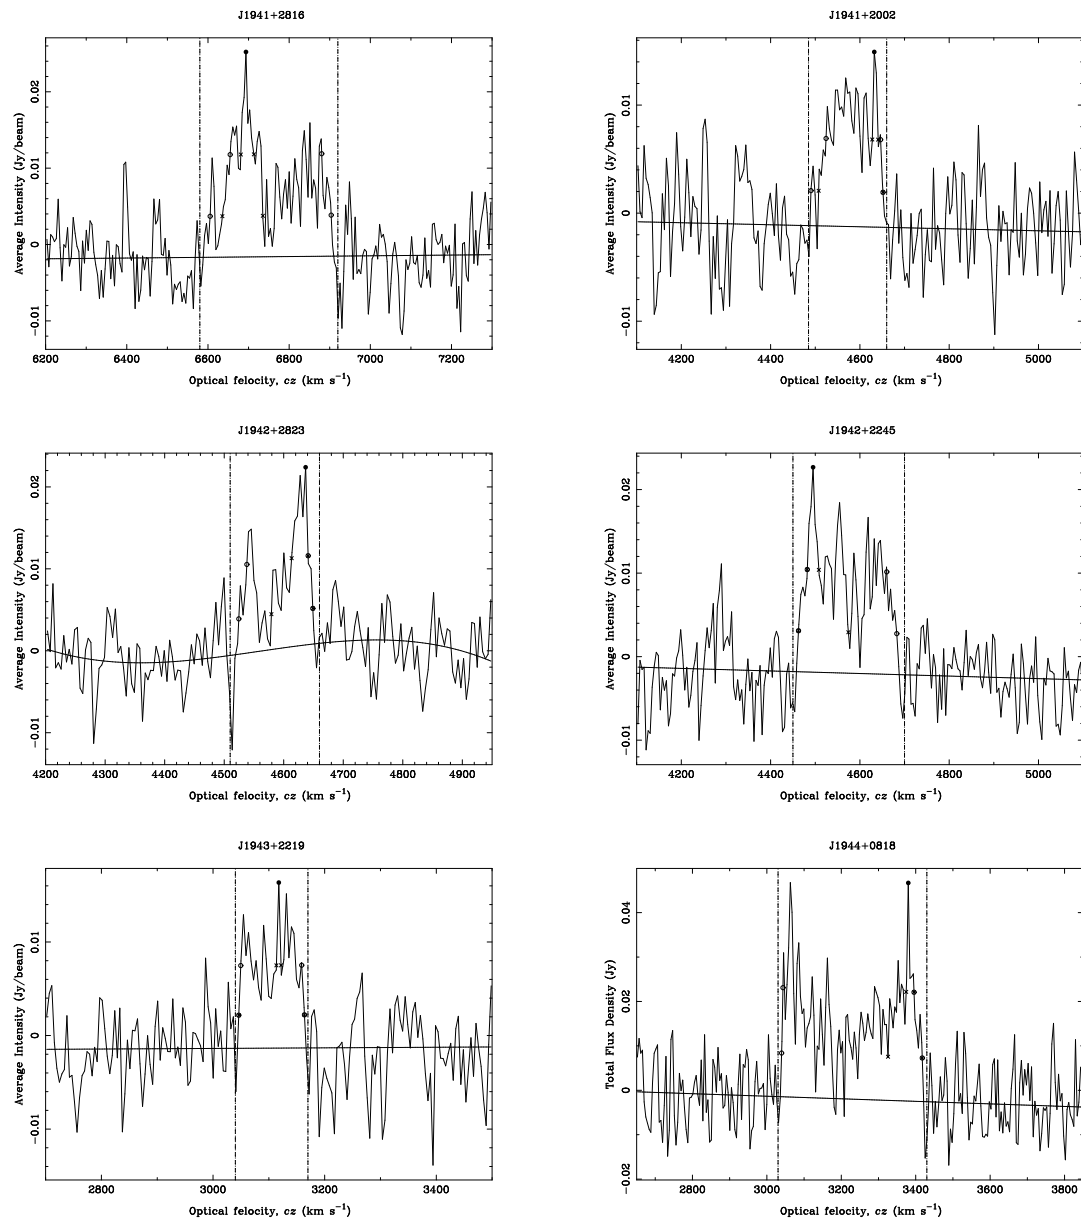 J1941+2816
Average Intensity (Jy/beam)
−0.01 0 0.01 0.02
6200 6400 6600 6800 7000 7200
Optical felocity, cz (km s⁻¹)
J1941+2002
Average Intensity (Jy/beam)
−0.01 0 0.01
4200 4400 4600 4800 5000
Optical felocity, cz (km s⁻¹)
J1942+2823
Average Intensity (Jy/beam)
−0.01 0 0.01 0.02
4200 4300 4400 4500 4600 4700 4800 4900
Optical felocity, cz (km s⁻¹)
J1942+2245
Average Intensity (Jy/beam)
−0.01 0 0.01 0.02
4200 4400 4600 4800 5000
Optical felocity, cz (km s⁻¹)
J1943+2219
Average Intensity (Jy/beam)
−0.01 0 0.01
2800 3000 3200 3400
Optical felocity, cz (km s⁻¹)
J1944+0818
Total Flux Density (Jy)
−0.02 0 0.02 0.04
2800 3000 3200 3400 3600 3800
Optical felocity, cz (km s⁻¹)